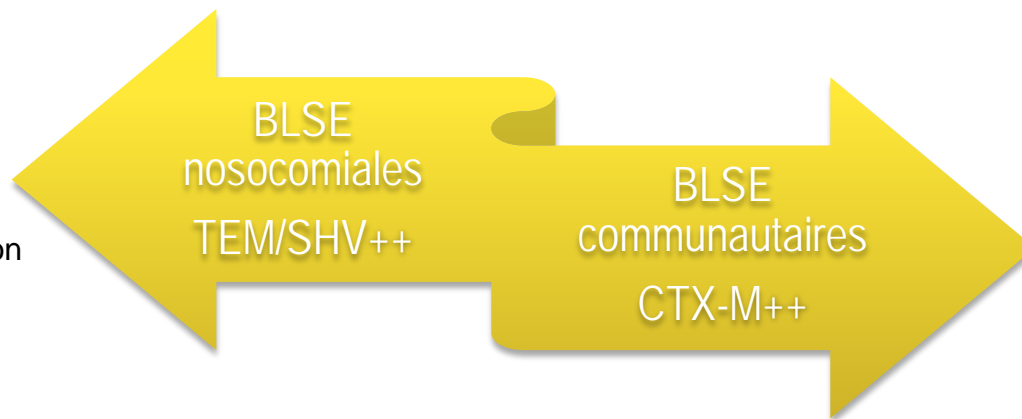 BLSE
nosocomiales
TEM/SHV++
on
BLSE
communautaires
CTX-M++